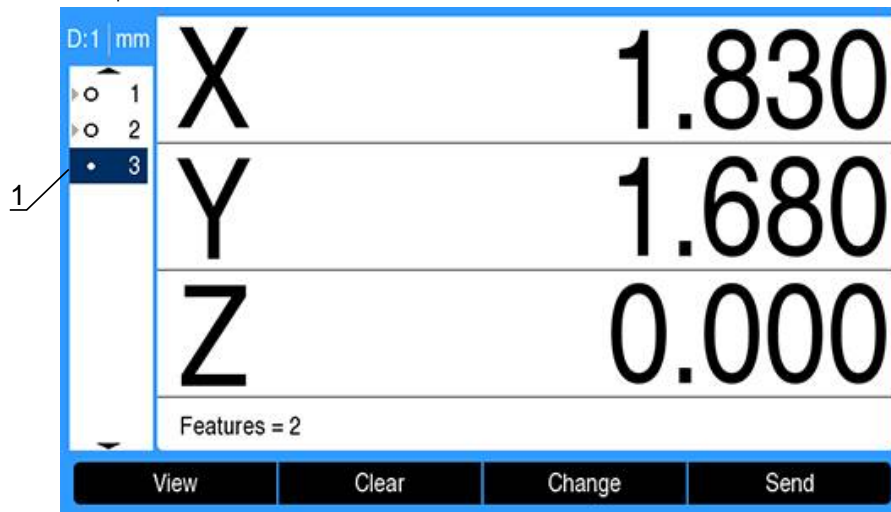 D:1 mm
X 1.830
1
2
3
1
Y 1.680
Z 0.000
Features = 2
View Clear Change Send